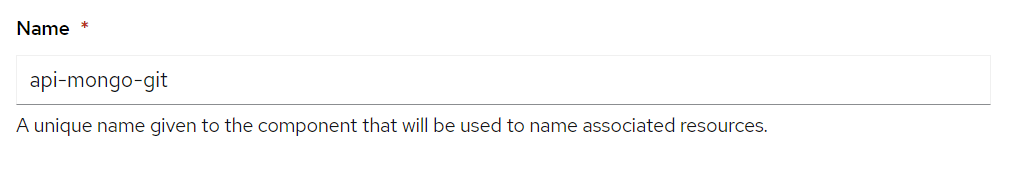 Name *
api-mongo-git
A unique name given to the component that will be used to name associated resources.